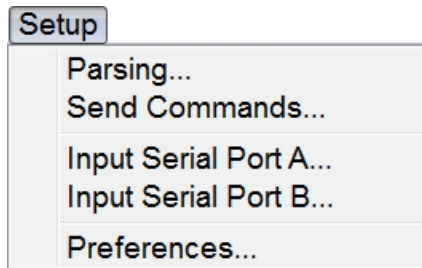 Setup
Parsing...
Send Commands...
Input Serial Port A...
Input Serial Port B...
Preferences...